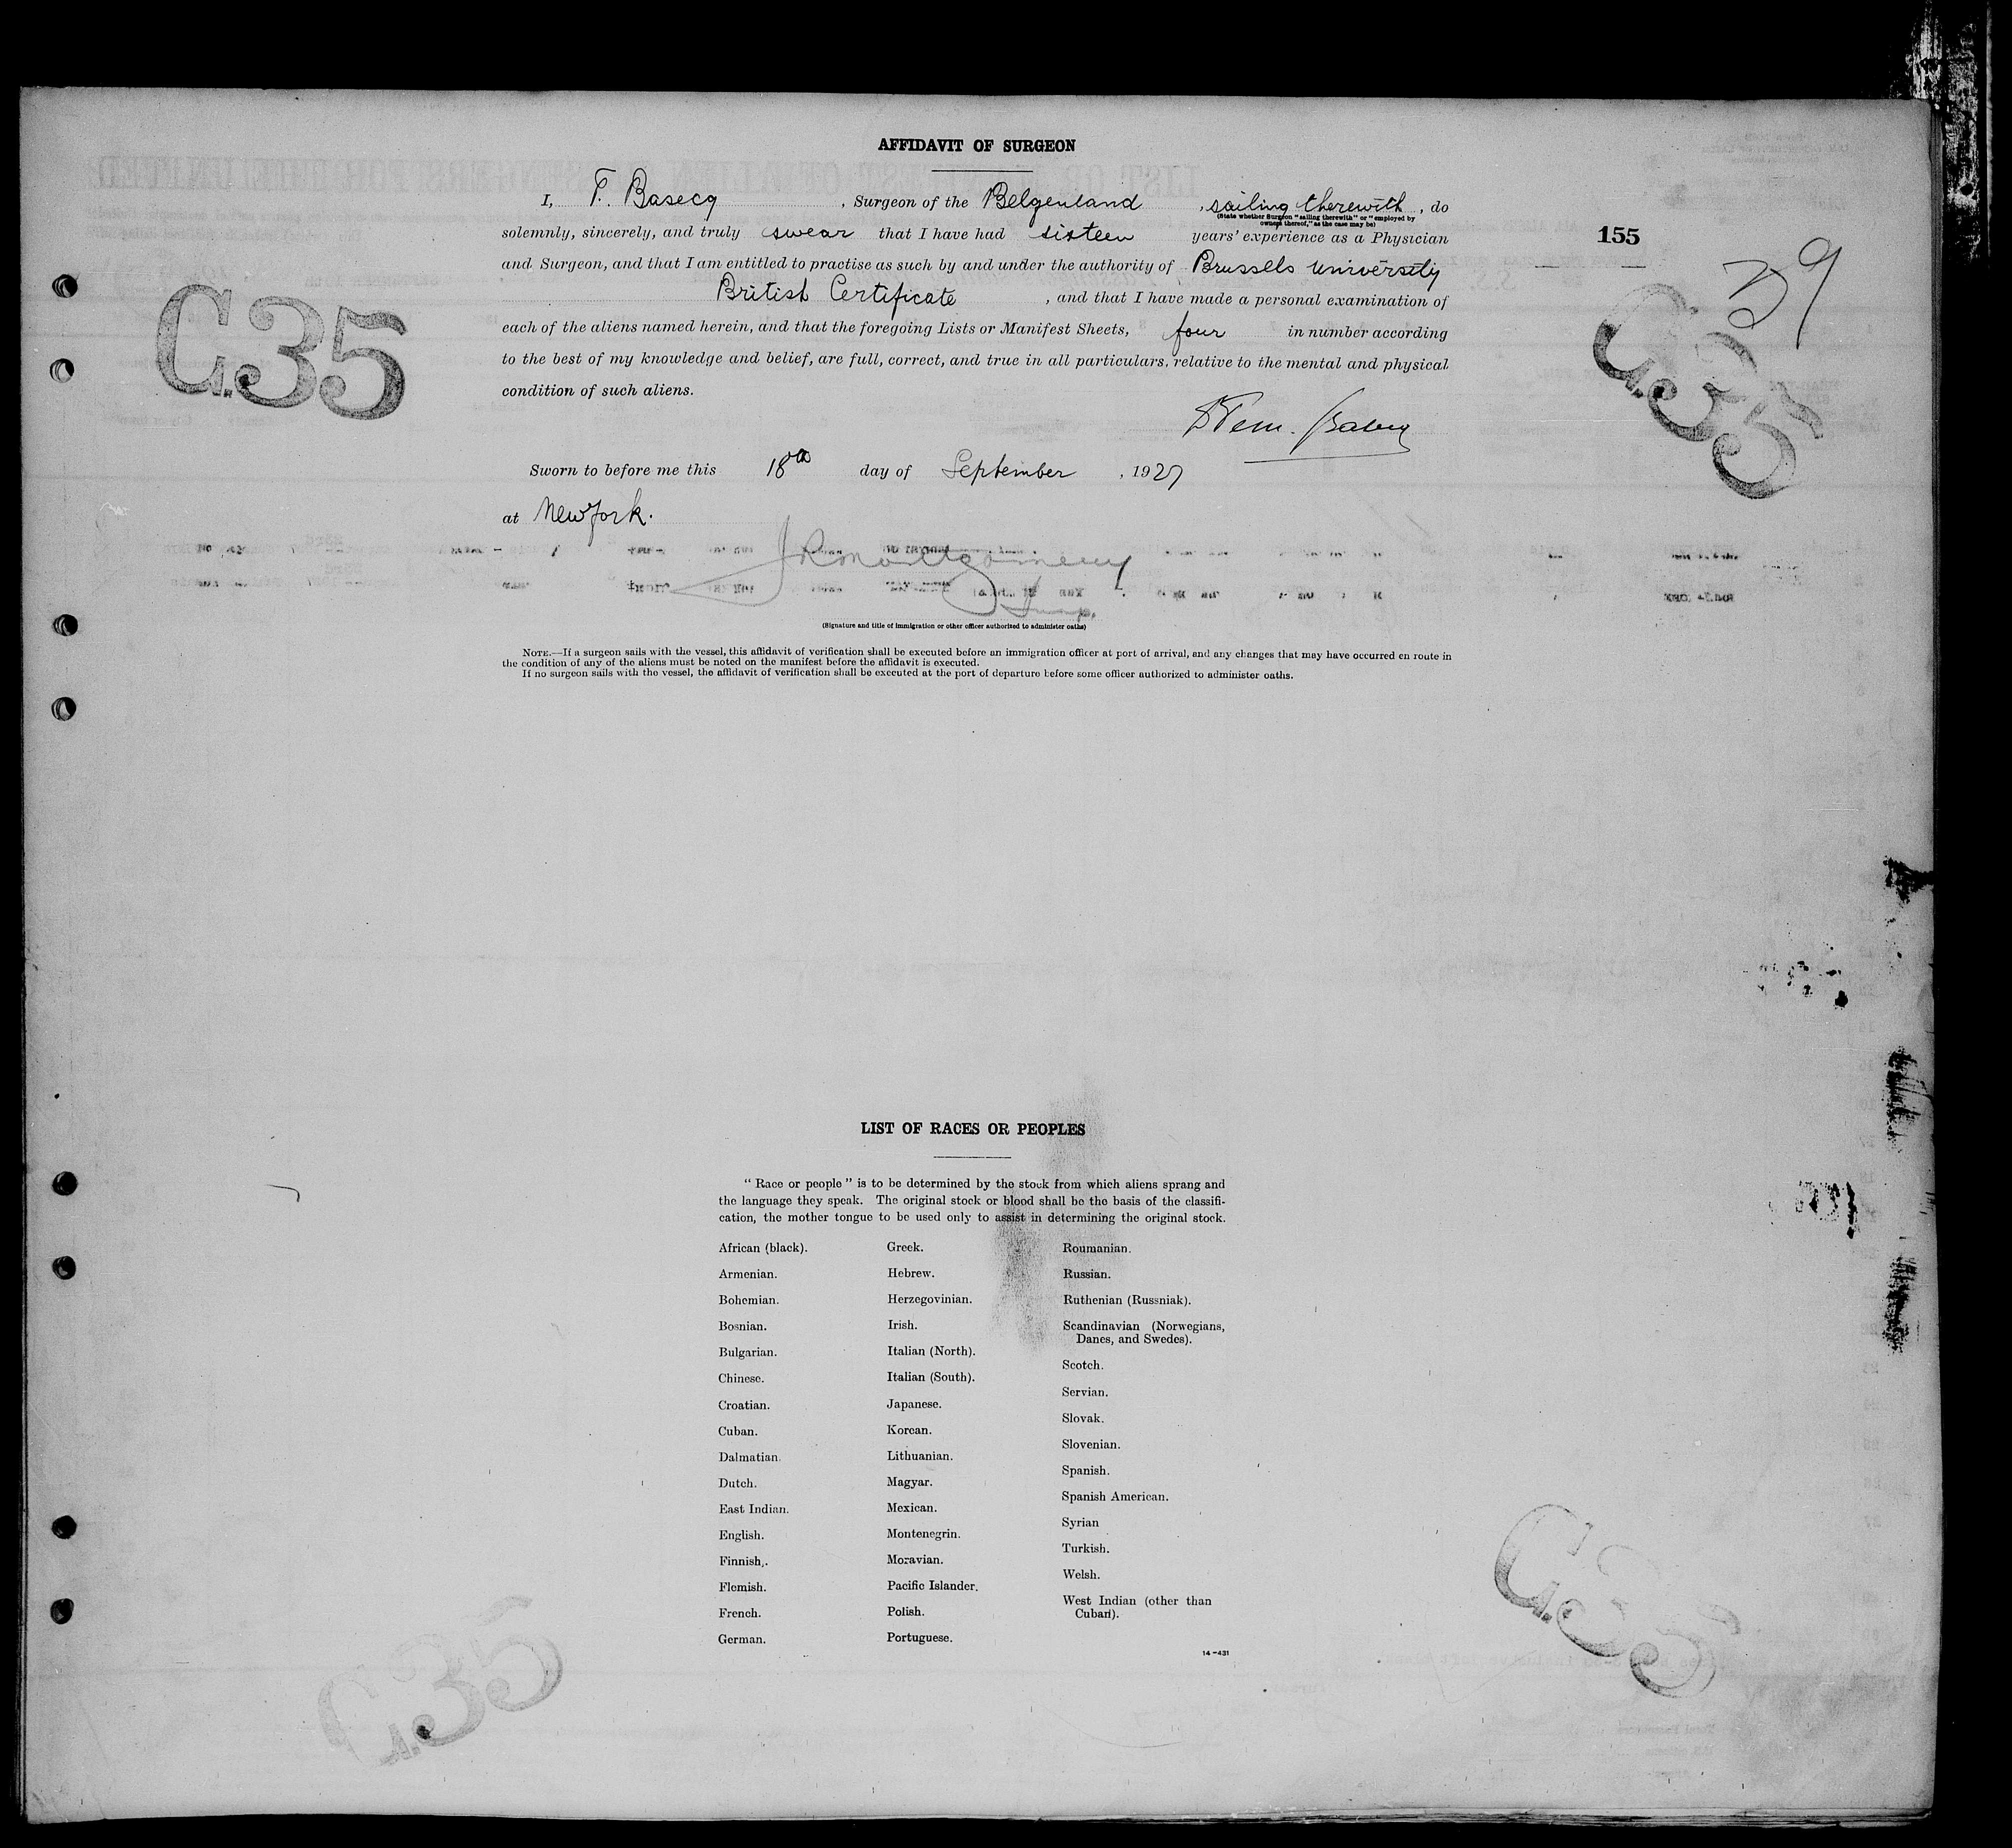 AFFIDAVIT OF SURGEON
I, F. Basecq, Surgeon of the Belgenland, sailing therewith, do
(State whether Surgeon "sailing therewith" or "employed by
owners thereof," as the case may be)
solemnly, sincerely, and truly swear that I have had sixteen years' experience as a Physician
155
and Surgeon, and that I am entitled to practise as such by and under the authority of Brussels University
British Certificate, and that I have made a personal examination of
each of the aliens named herein, and that the foregoing Lists or Manifest Sheets, four in number according
to the best of my knowledge and belief, are full, correct, and true in all particulars, relative to the mental and physical
condition of such aliens.
G.35
G.35
Sworn to before me this 18th day of September, 1927
at New York.
J R Montgomery
Insp.
(Signature and title of immigration or other officer authorized to administer oaths)
NOTE.—If a surgeon sails with the vessel, this affidavit of verification shall be executed before an immigration officer at port of arrival, and any changes that may have occurred en route in
the condition of any of the aliens must be noted on the manifest before the affidavit is executed.
If no surgeon sails with the vessel, the affidavit of verification shall be executed at the port of departure before some officer authorized to administer oaths.
LIST OF RACES OR PEOPLES
"Race or people" is to be determined by the stock from which aliens sprang and
the language they speak. The original stock or blood shall be the basis of the classifi-
cation, the mother tongue to be used only to assist in determining the original stock.
African (black).
Armenian.
Bohemian.
Bosnian.
Bulgarian.
Chinese.
Croatian.
Cuban.
Dalmatian.
Dutch.
East Indian.
English.
Finnish.
Flemish.
French.
German.
Greek.
Hebrew.
Herzegovinian.
Irish.
Italian (North).
Italian (South).
Japanese.
Korean.
Lithuanian.
Magyar.
Mexican.
Montenegrin.
Moravian.
Pacific Islander.
Polish.
Portuguese.
Roumanian.
Russian.
Ruthenian (Russniak).
Scandinavian (Norwegians,
Danes, and Swedes).
Scotch.
Servian.
Slovak.
Slovenian.
Spanish.
Spanish American.
Syrian
Turkish.
Welsh.
West Indian (other than
Cuban).
14-431
G.35
G.35